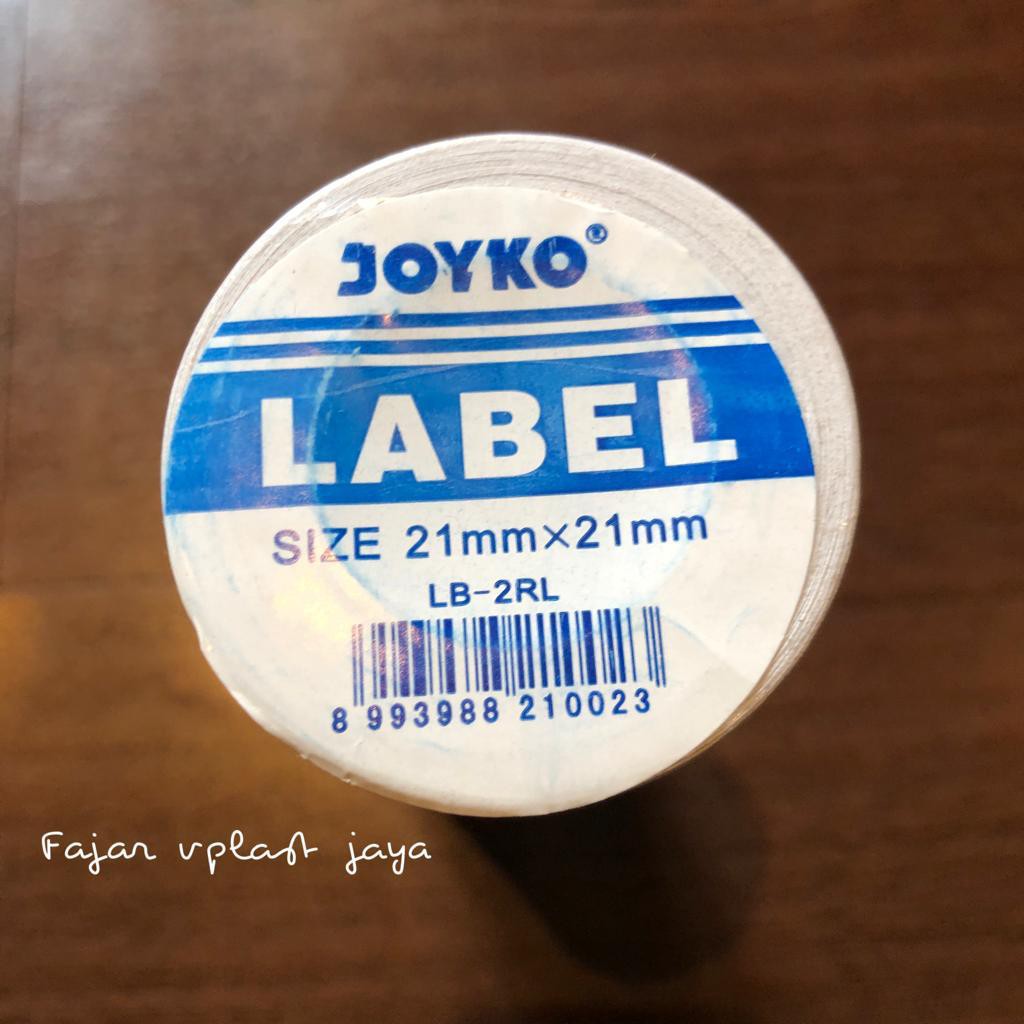 JOYKO®
LABEL
SIZE 21mm×21mm
LB-2RL
8 993988 210023
Fajar vplast jaya